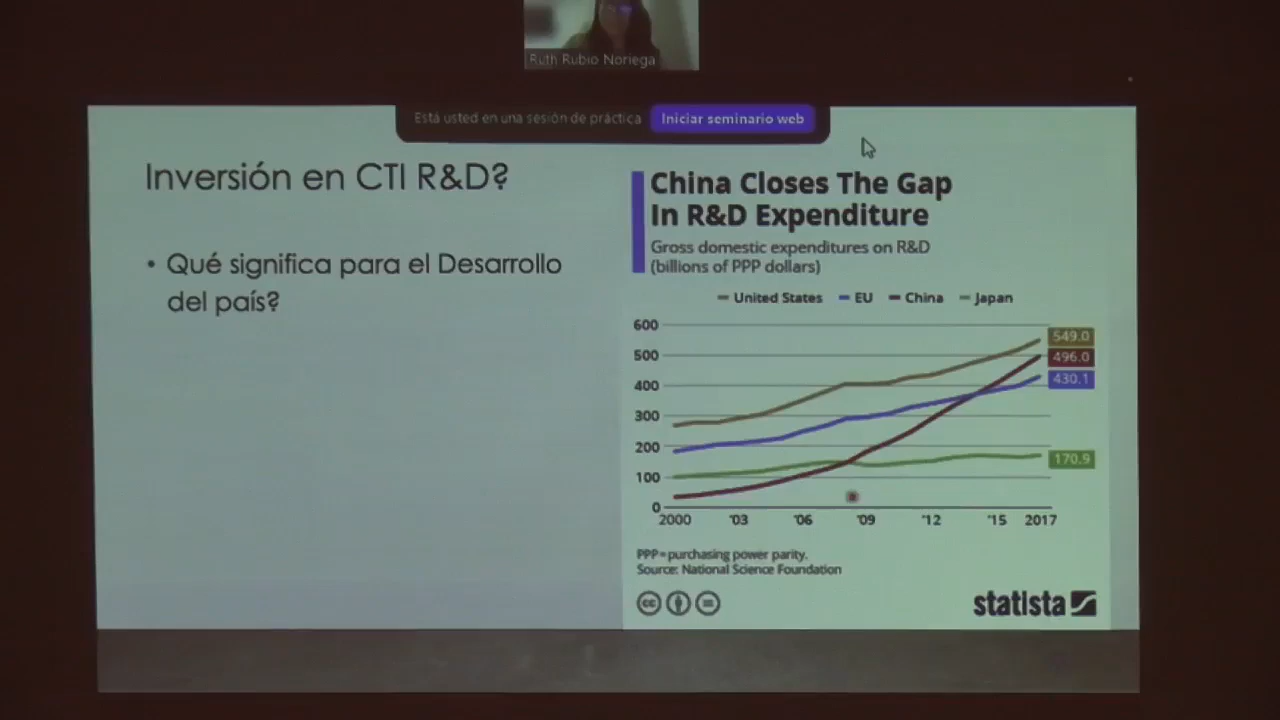 Ruth Rubio Noriega
Está usted en una sesión de práctica
Iniciar seminario web
Inversión en CTI R&D?
• Qué significa para el Desarrollo
del país?
China Closes The Gap
In R&D Expenditure
Gross domestic expenditures on R&D
(billions of PPP dollars)
United States EU China Japan
600
500
400
300
200
100
0
549.0
496.0
430.1
170.9
2000 '03 '06 '09 '12 '15 2017
PPP=purchasing power parity.
Source: National Science Foundation
cc
statista